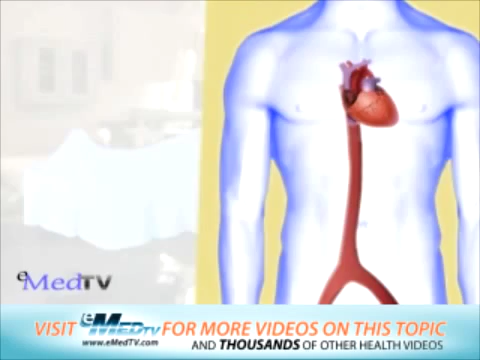 eMedTV
VISIT eMEDTV FOR MORE VIDEOS ON THIS TOPIC
www.eMedTV.com AND THOUSANDS OF OTHER HEALTH VIDEOS